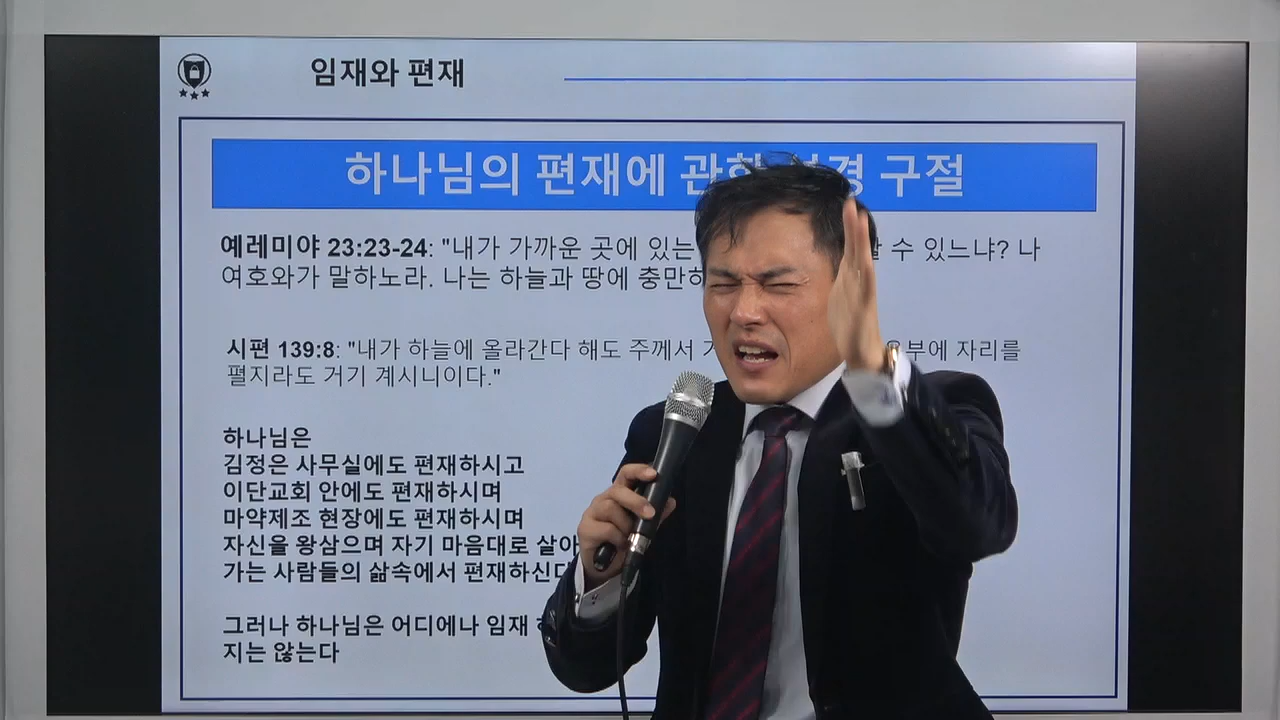 임재와 편재
하나님의 편재에 구절
예레미야 23:23-24: "내가 가까운 곳에 있는 수 있느냐? 나
여호와가 말하노라. 나는 하늘과 땅에
시편 139:8: "내가 하늘에 올라간다 해도 주께서 자리를
펼지라도 거기 계시니이다."
하나님은
김정은 사무실에도 편재하시고
이단교회 안에도 편재하시며
마약제조 현장에도 편재하시며
자신을 왕삼으며 자기 마음대로 살아
가는 사람들의 삶속에서 편재하신다
그러나 하나님은 어디에나 임재
지는 않는다